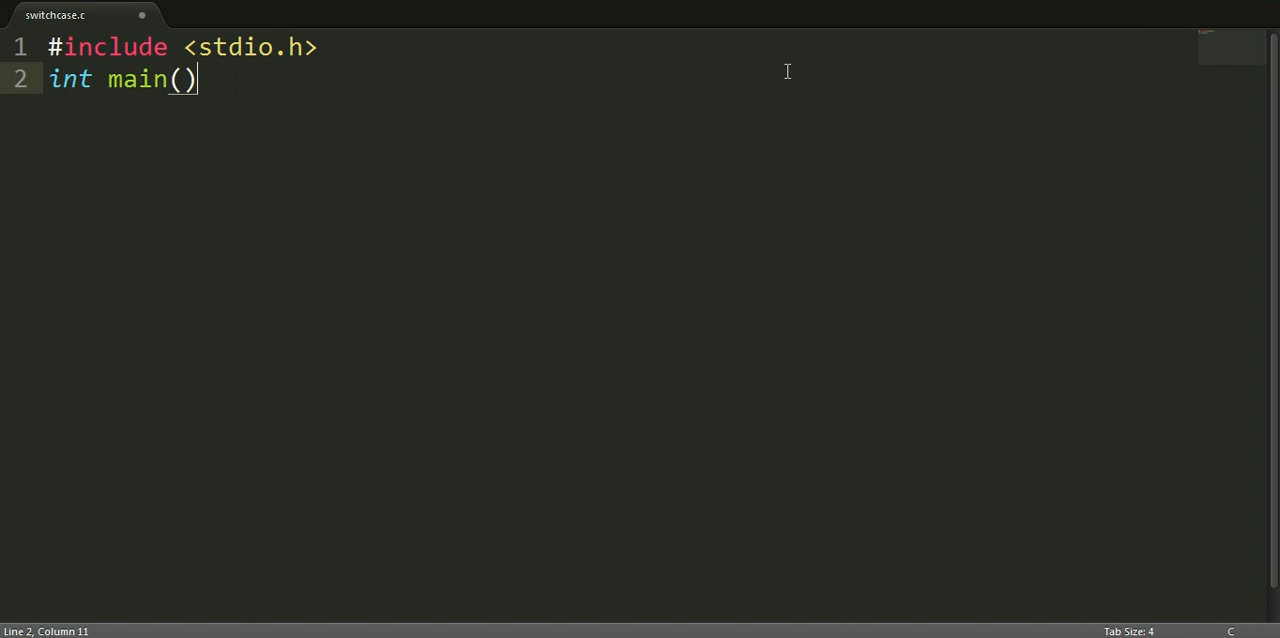 switchcase.c
1 #include <stdio.h>
2 int main()
Line 2, Column 11
Tab Size: 4
C